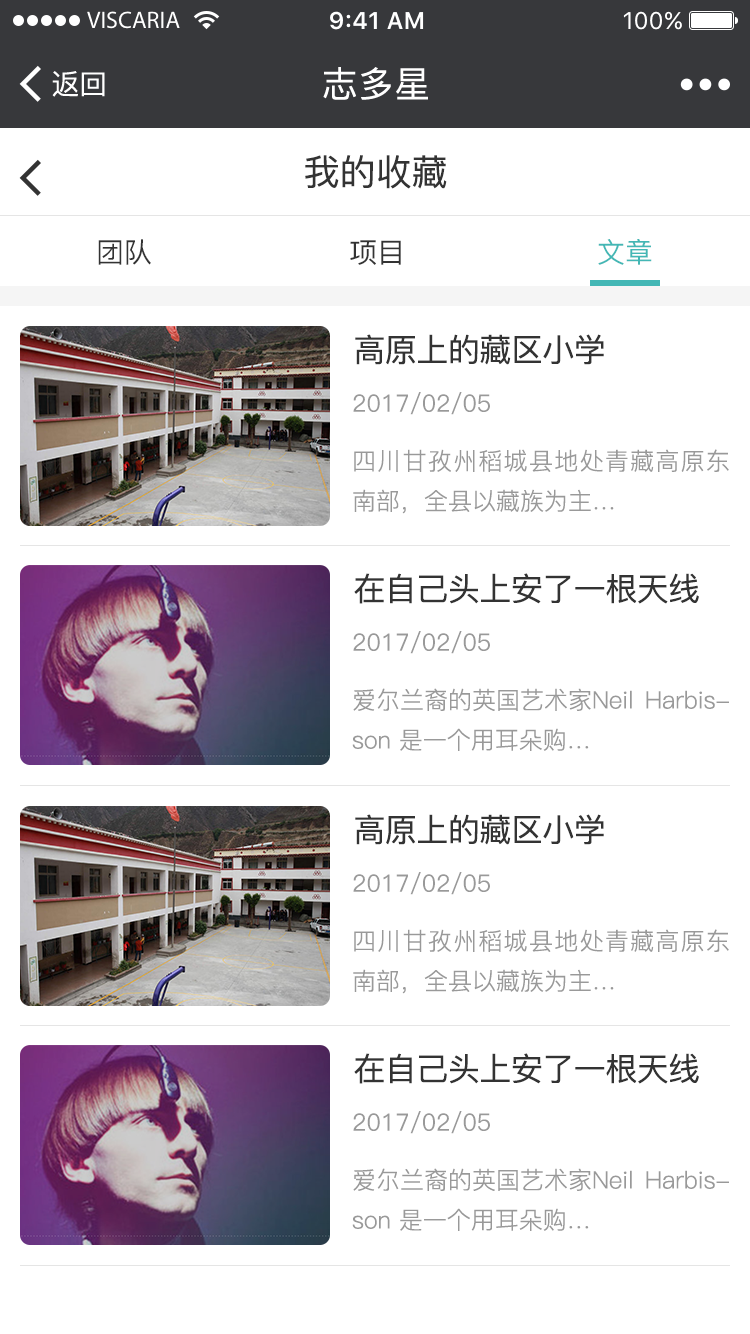 VISCARIA 9:41 AM 100%
返回 志多星
我的收藏
团队 项目 文章
高原上的藏区小学
2017/02/05
四川甘孜州稻城县地处青藏高原东
南部，全县以藏族为主...
在自己头上安了一根天线
2017/02/05
爱尔兰裔的英国艺术家Neil Harbis-
son 是一个用耳朵购...
高原上的藏区小学
2017/02/05
四川甘孜州稻城县地处青藏高原东
南部，全县以藏族为主...
在自己头上安了一根天线
2017/02/05
爱尔兰裔的英国艺术家Neil Harbis-
son 是一个用耳朵购...